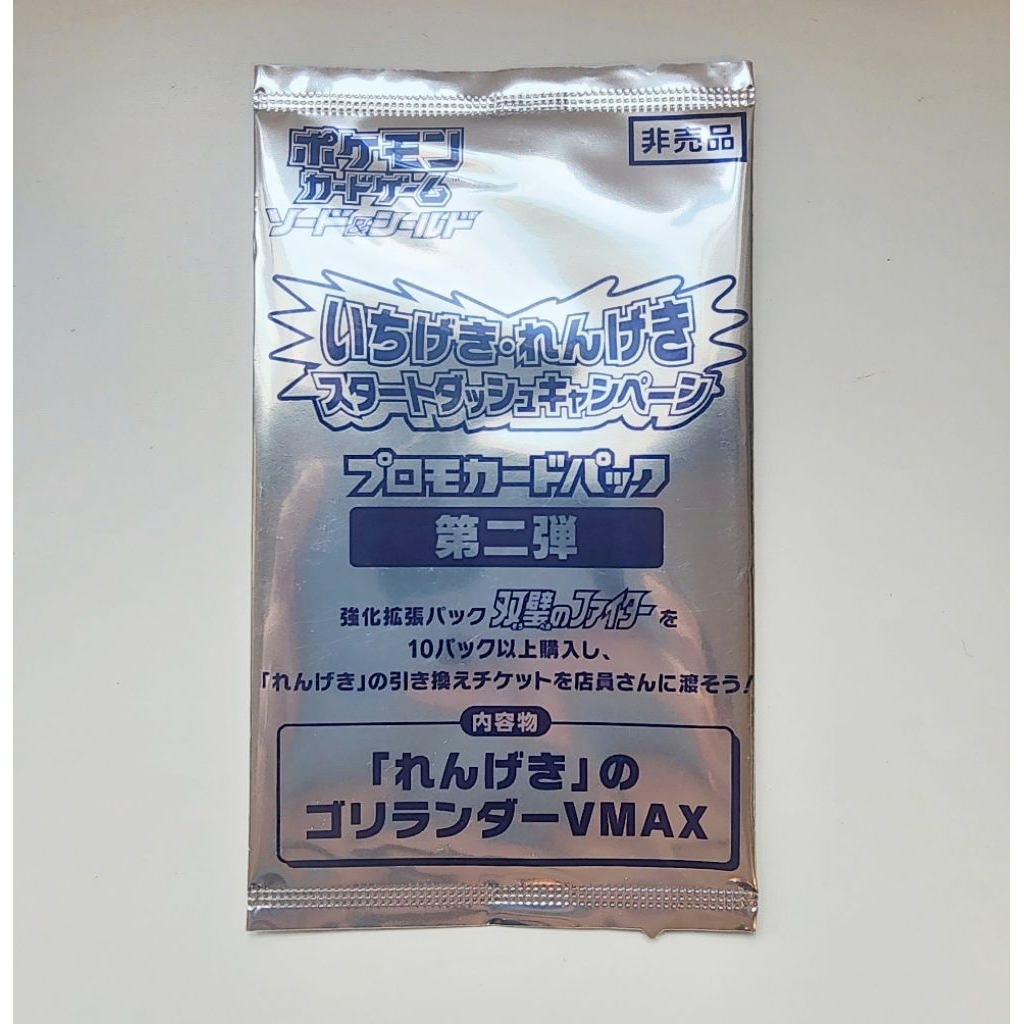 ポケモン
カードゲーム
ソード&シールド
非売品
いちげき・れんげき
スタートダッシュキャンペーン
プロモカードパック
第二弾
強化拡張パック 双璧のファイターを
10パック以上購入し、
「れんげき」の引き換えチケットを店員さんに渡そう!
内容物
「れんげき」の
ゴリランダーVMAX